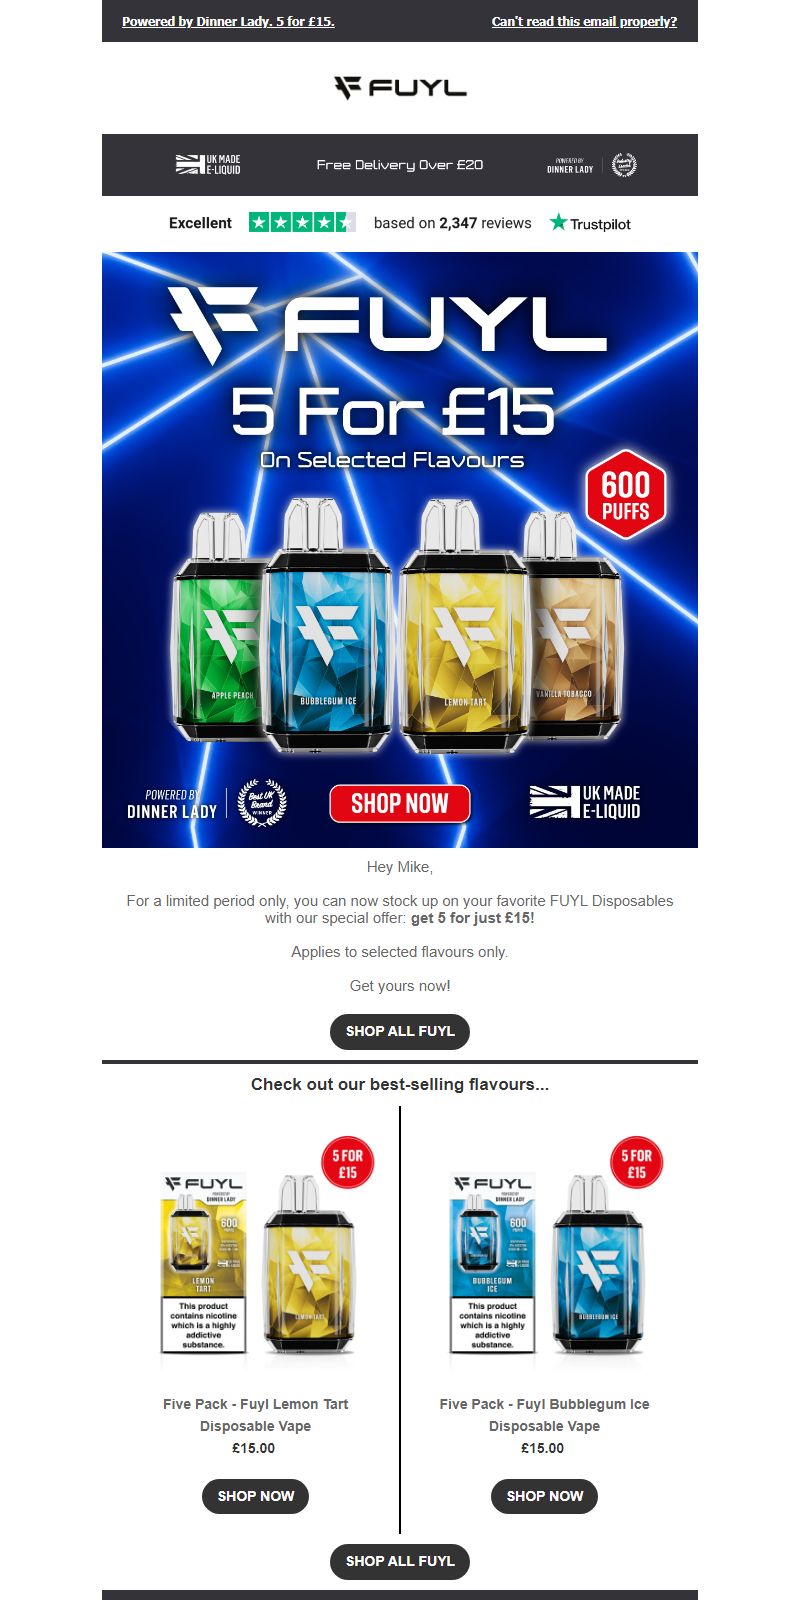 Powered by Dinner Lady. 5 for £15.
Can't read this email properly?
FUYL
UK MADE
E-LIQUID
Free Delivery Over £20
POWERED BY
DINNER LADY
Excellent
based on 2,347 reviews
Trustpilot
FUYL
5 For £15
On Selected Flavours
600
PUFFS
APPLE PEACH
BUBBLEGUM ICE
LEMON TART
VANILLA TOBACCO
POWERED BY
DINNER LADY
Best UK
Brand
WINNER
SHOP NOW
UK MADE
E-LIQUID
Hey Mike,
For a limited period only, you can now stock up on your favorite FUYL Disposables
with our special offer: get 5 for just £15!
Applies to selected flavours only.
Get yours now!
SHOP ALL FUYL
Check out our best-selling flavours...
5 FOR
£15
FUYL
POWERED BY
DINNER LADY
600
PUFFS
LEMON
TART
UK MADE
E-LIQUID
This product
contains nicotine
which is a highly
addictive
substance.
LEMON TART
Five Pack - Fuyl Lemon Tart
Disposable Vape
£15.00
SHOP NOW
5 FOR
£15
FUYL
POWERED BY
DINNER LADY
600
PUFFS
BUBBLEGUM
ICE
UK MADE
E-LIQUID
This product
contains nicotine
which is a highly
addictive
substance.
BUBBLEGUM ICE
Five Pack - Fuyl Bubblegum Ice
Disposable Vape
£15.00
SHOP NOW
SHOP ALL FUYL